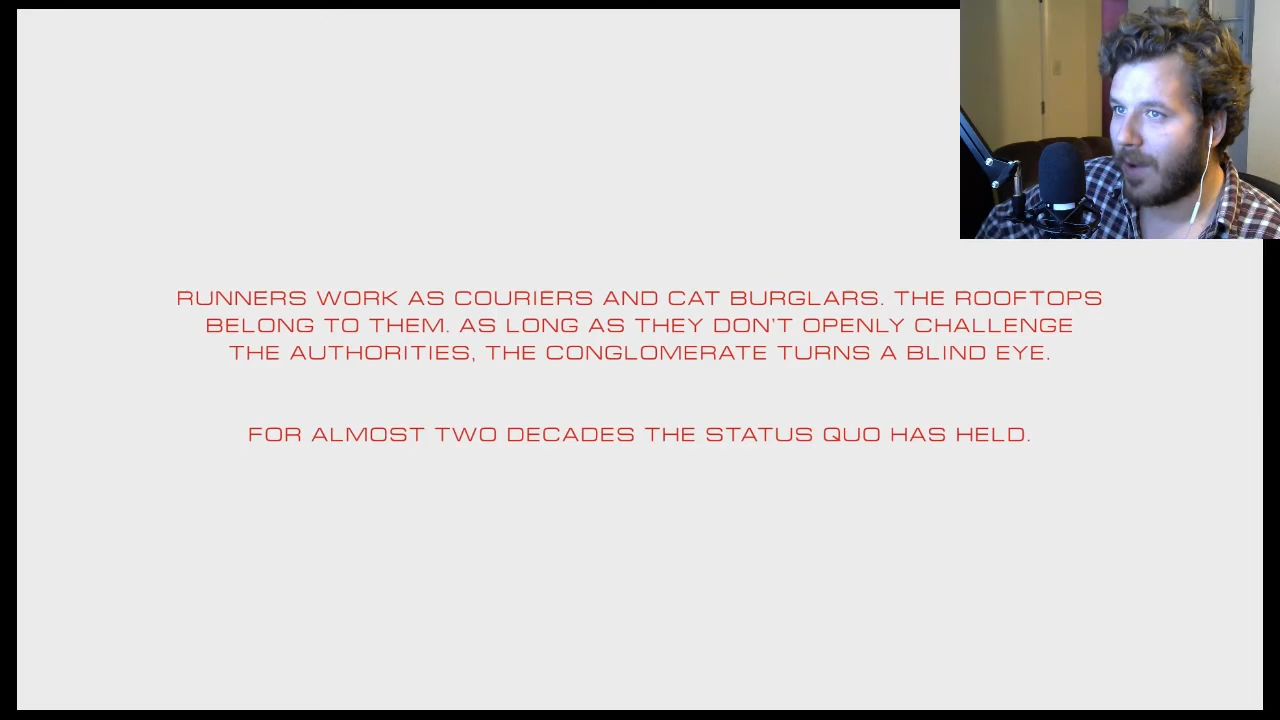 RUNNERS WORK AS COURIERS AND CAT BURGLARS. THE ROOFTOPS
BELONG TO THEM. AS LONG AS THEY DON'T OPENLY CHALLENGE
THE AUTHORITIES, THE CONGLOMERATE TURNS A BLIND EYE.
FOR ALMOST TWO DECADES THE STATUS QUO HAS HELD.